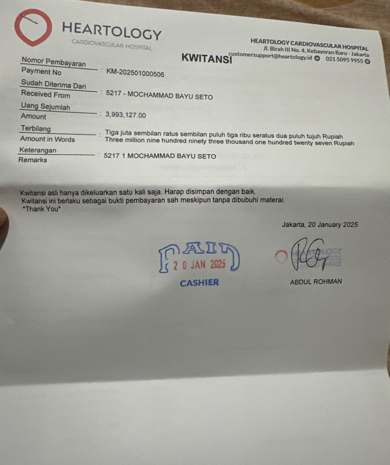 HEARTOLOGY
CARDIOVASCULAR HOSPITAL
HEARTOLOGY CARDIOVASCULAR HOSPITAL
Jl. Birah III No. 4, Kebayoran Baru - Jakarta
customersupport@heartology.id 021 5095 9955
KWITANSI
Nomor Pembayaran
Payment No : KM-202501000506
Sudah Diterima Dari
Received From : 5217 - MOCHAMMAD BAYU SETO
Uang Sejumlah
Amount : 3,993,127.00
Terbilang : Tiga juta sembilan ratus sembilan puluh tiga ribu seratus dua puluh tujuh Rupiah
Amount in Words Three million nine hundred ninety three thousand one hundred twenty seven Rupiah
Keterangan : 5217 1 MOCHAMMAD BAYU SETO
Remarks
Kwitansi asli hanya dikeluarkan satu kali saja. Harap disimpan dengan baik.
Kwitansi ini berlaku sebagai bukti pembayaran sah meskipun tanpa dibubuhi materai.
"Thank You"
Jakarta, 20 January 2025
PAID
20 JAN 2025
CASHIER
ABDUL ROHMAN